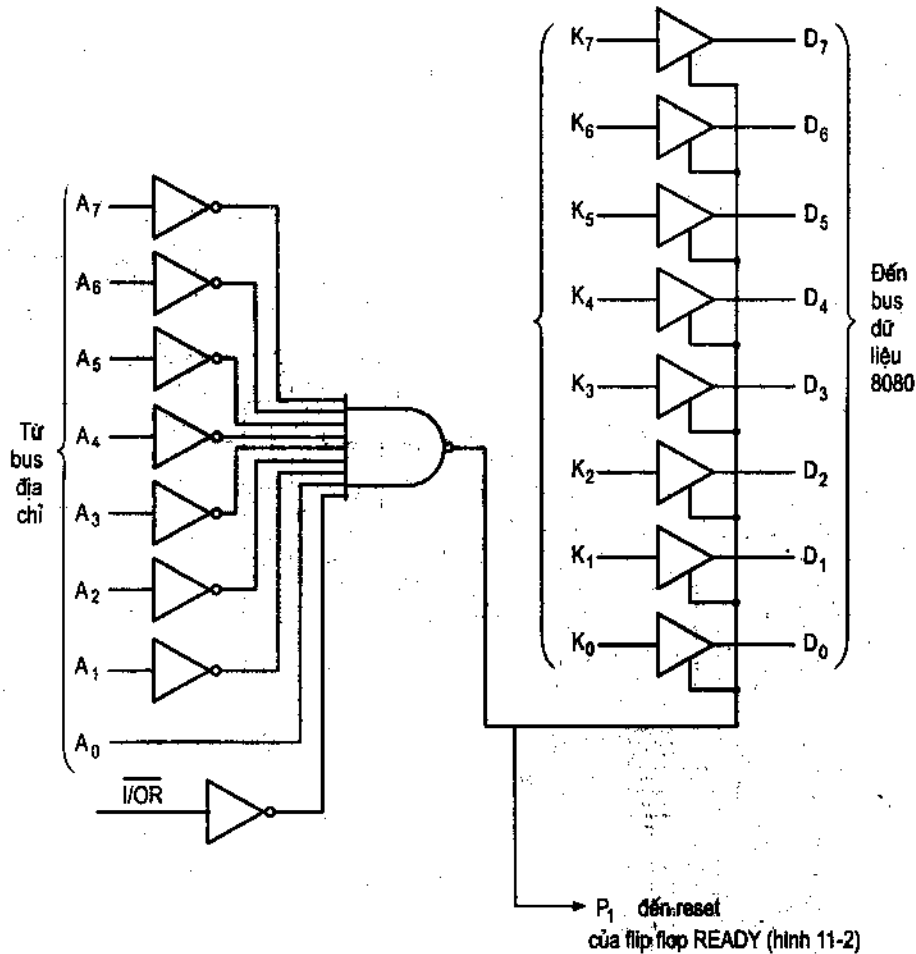 K7
D7
K6
D6
A7
K5
D5
A6
K4
D4
Đến
bus
dữ
liệu
8080
A5
K3
D3
Từ
bus
địa
chỉ
A4
K2
D2
A3
A2
K1
D1
A1
K0
D0
A0
I/OR
P1 đến reset
của flip flop READY (hình 11-2)